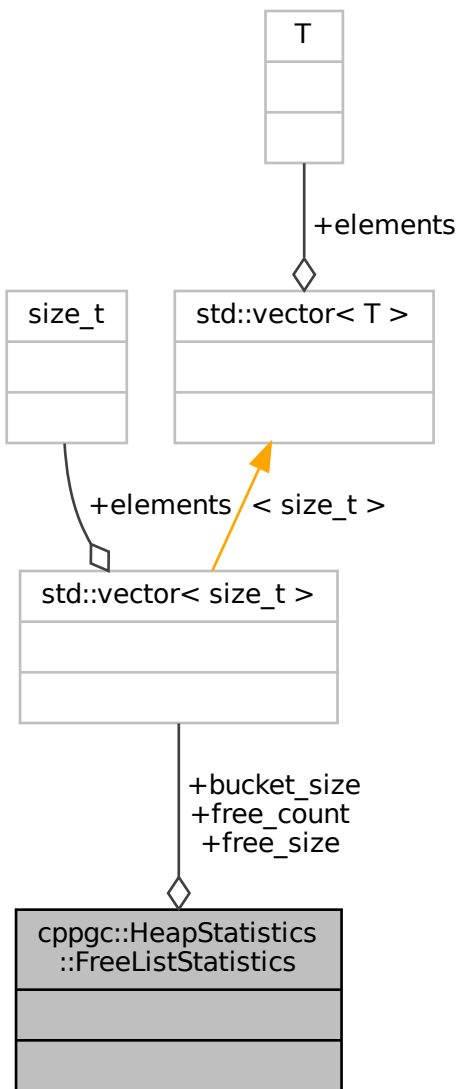 T
+elements
size_t
std::vector< T >
+elements
< size_t >
std::vector< size_t >
+bucket_size
+free_count
+free_size
cppgc::HeapStatistics
::FreeListStatistics